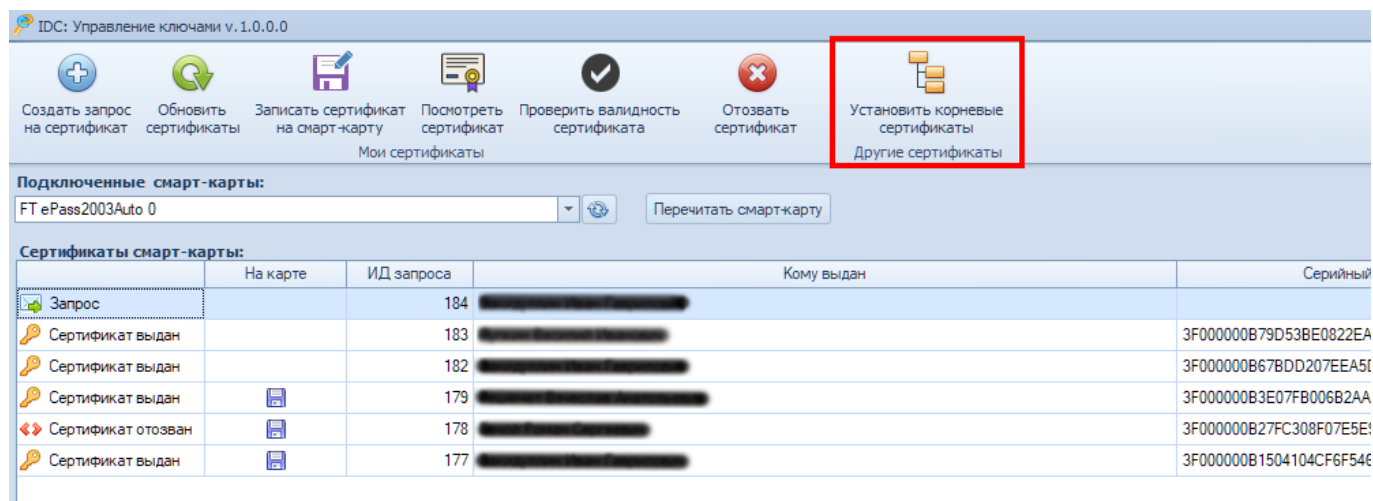 IDC: Управление ключами v.1.0.0.0
Создать запрос на сертификат
Обновить сертификаты
Записать сертификат на смарт-карту
Посмотреть сертификат
Проверить валидность сертификата
Отозвать сертификат
Установить корневые сертификаты
Мои сертификаты
Другие сертификаты
Подключенные смарт-карты:
FT ePass2003Auto 0
Перечитать смарт-карту
Сертификаты смарт-карты:
На карте ИД запроса Кому выдан Серийный
Запрос 184
Сертификат выдан 183 3F000000B79D53BE0822EA
Сертификат выдан 182 3F000000B67BDD207EEA5
Сертификат выдан 179 3F000000B3E07FB006B2AA
Сертификат отозван 178 3F000000B27FC308F07E5E
Сертификат выдан 177 3F000000B1504104CF6F546